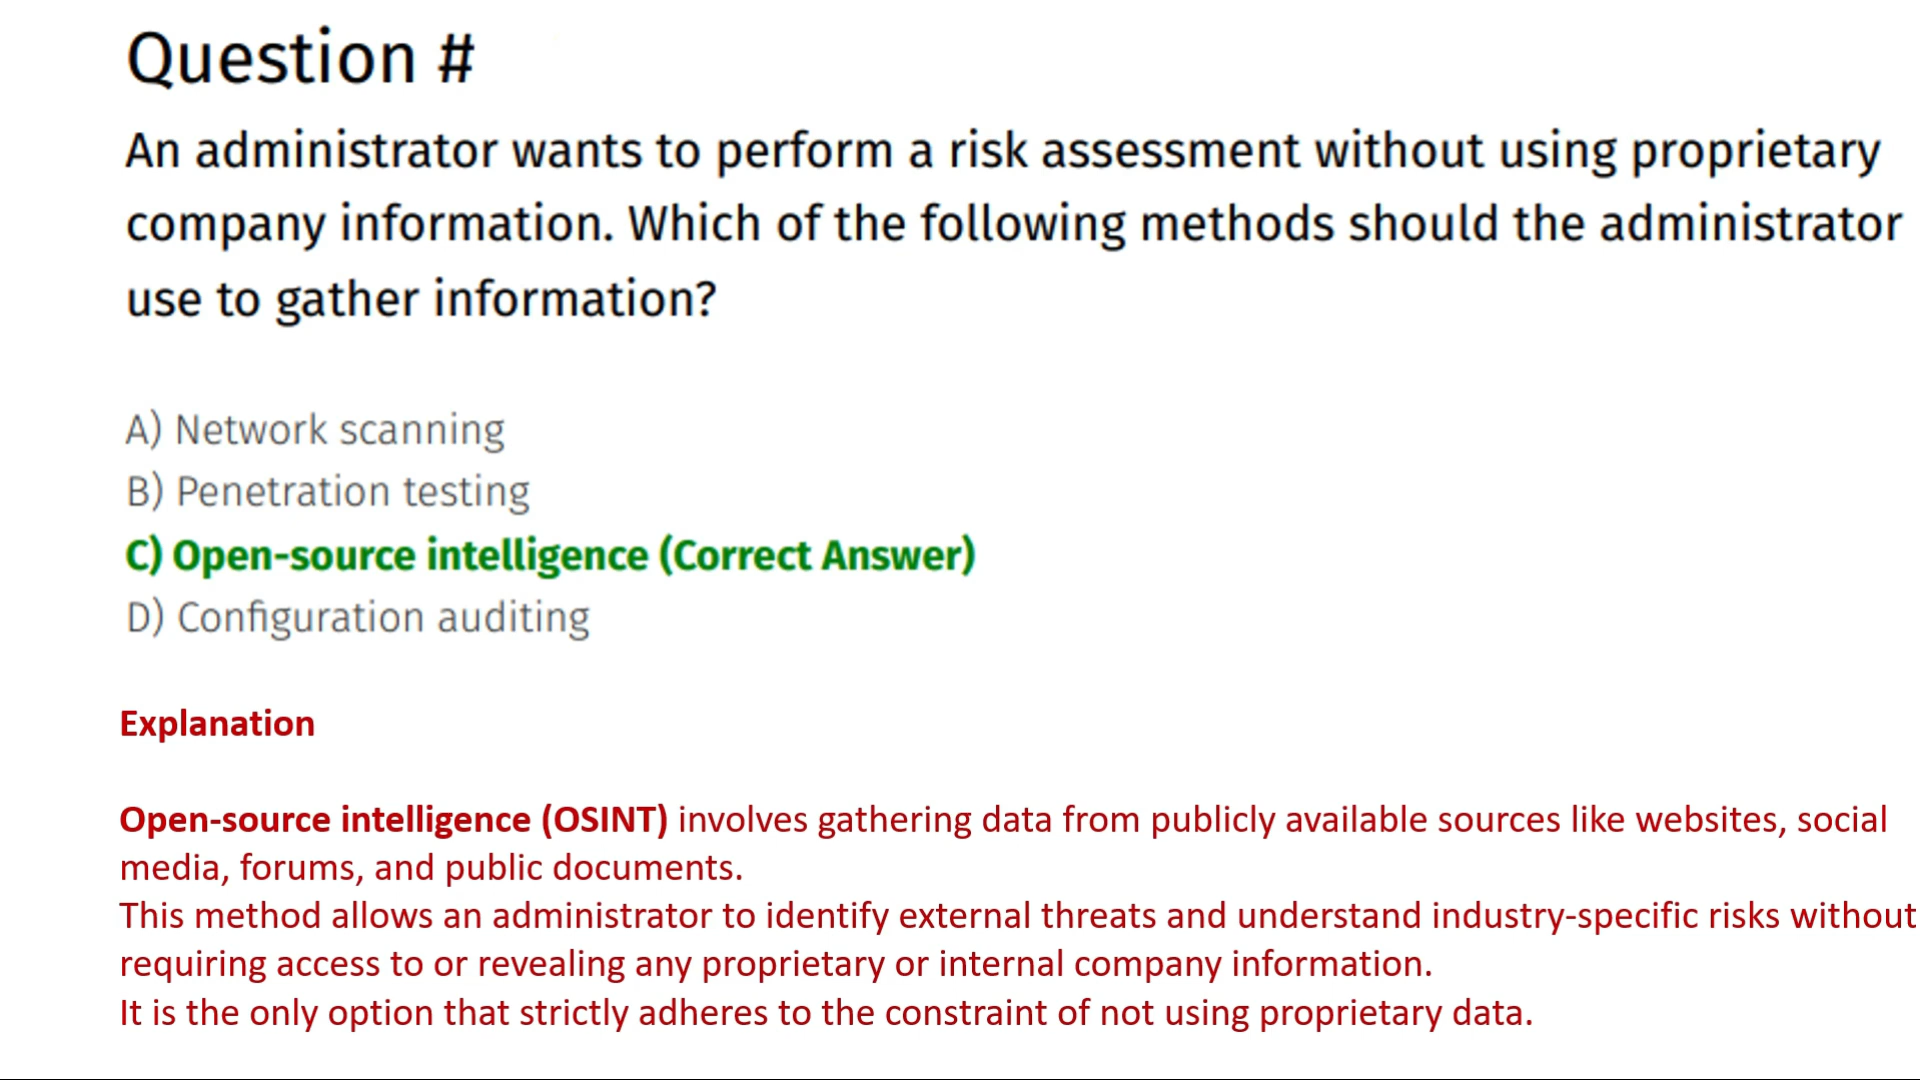 Question #
An administrator wants to perform a risk assessment without using proprietary
company information. Which of the following methods should the administrator
use to gather information?
A) Network scanning
B) Penetration testing
C) Open-source intelligence (Correct Answer)
D) Configuration auditing
Explanation
Open-source intelligence (OSINT) involves gathering data from publicly available sources like websites, social
media, forums, and public documents.
This method allows an administrator to identify external threats and understand industry-specific risks without
requiring access to or revealing any proprietary or internal company information.
It is the only option that strictly adheres to the constraint of not using proprietary data.